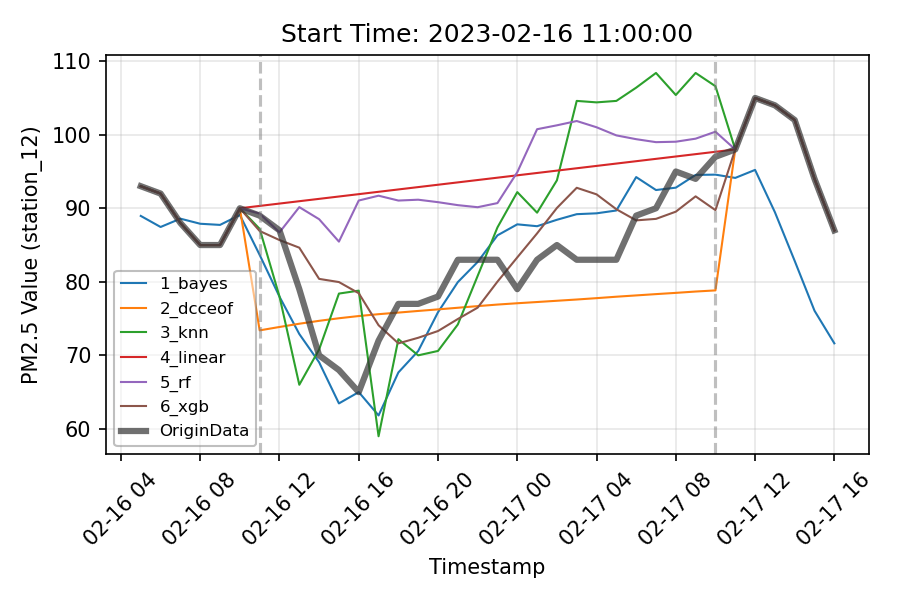 Start Time: 2023-02-16 11:00:00
PM2.5 Value (station_12)
110
100
90
80
70
60
1_bayes
2_dcceof
3_knn
4_linear
5_rf
6_xgb
OriginData
02-16 04
02-16 08
02-16 12
02-16 16
02-16 20
02-17 00
02-17 04
02-17 08
02-17 12
02-17 16
Timestamp